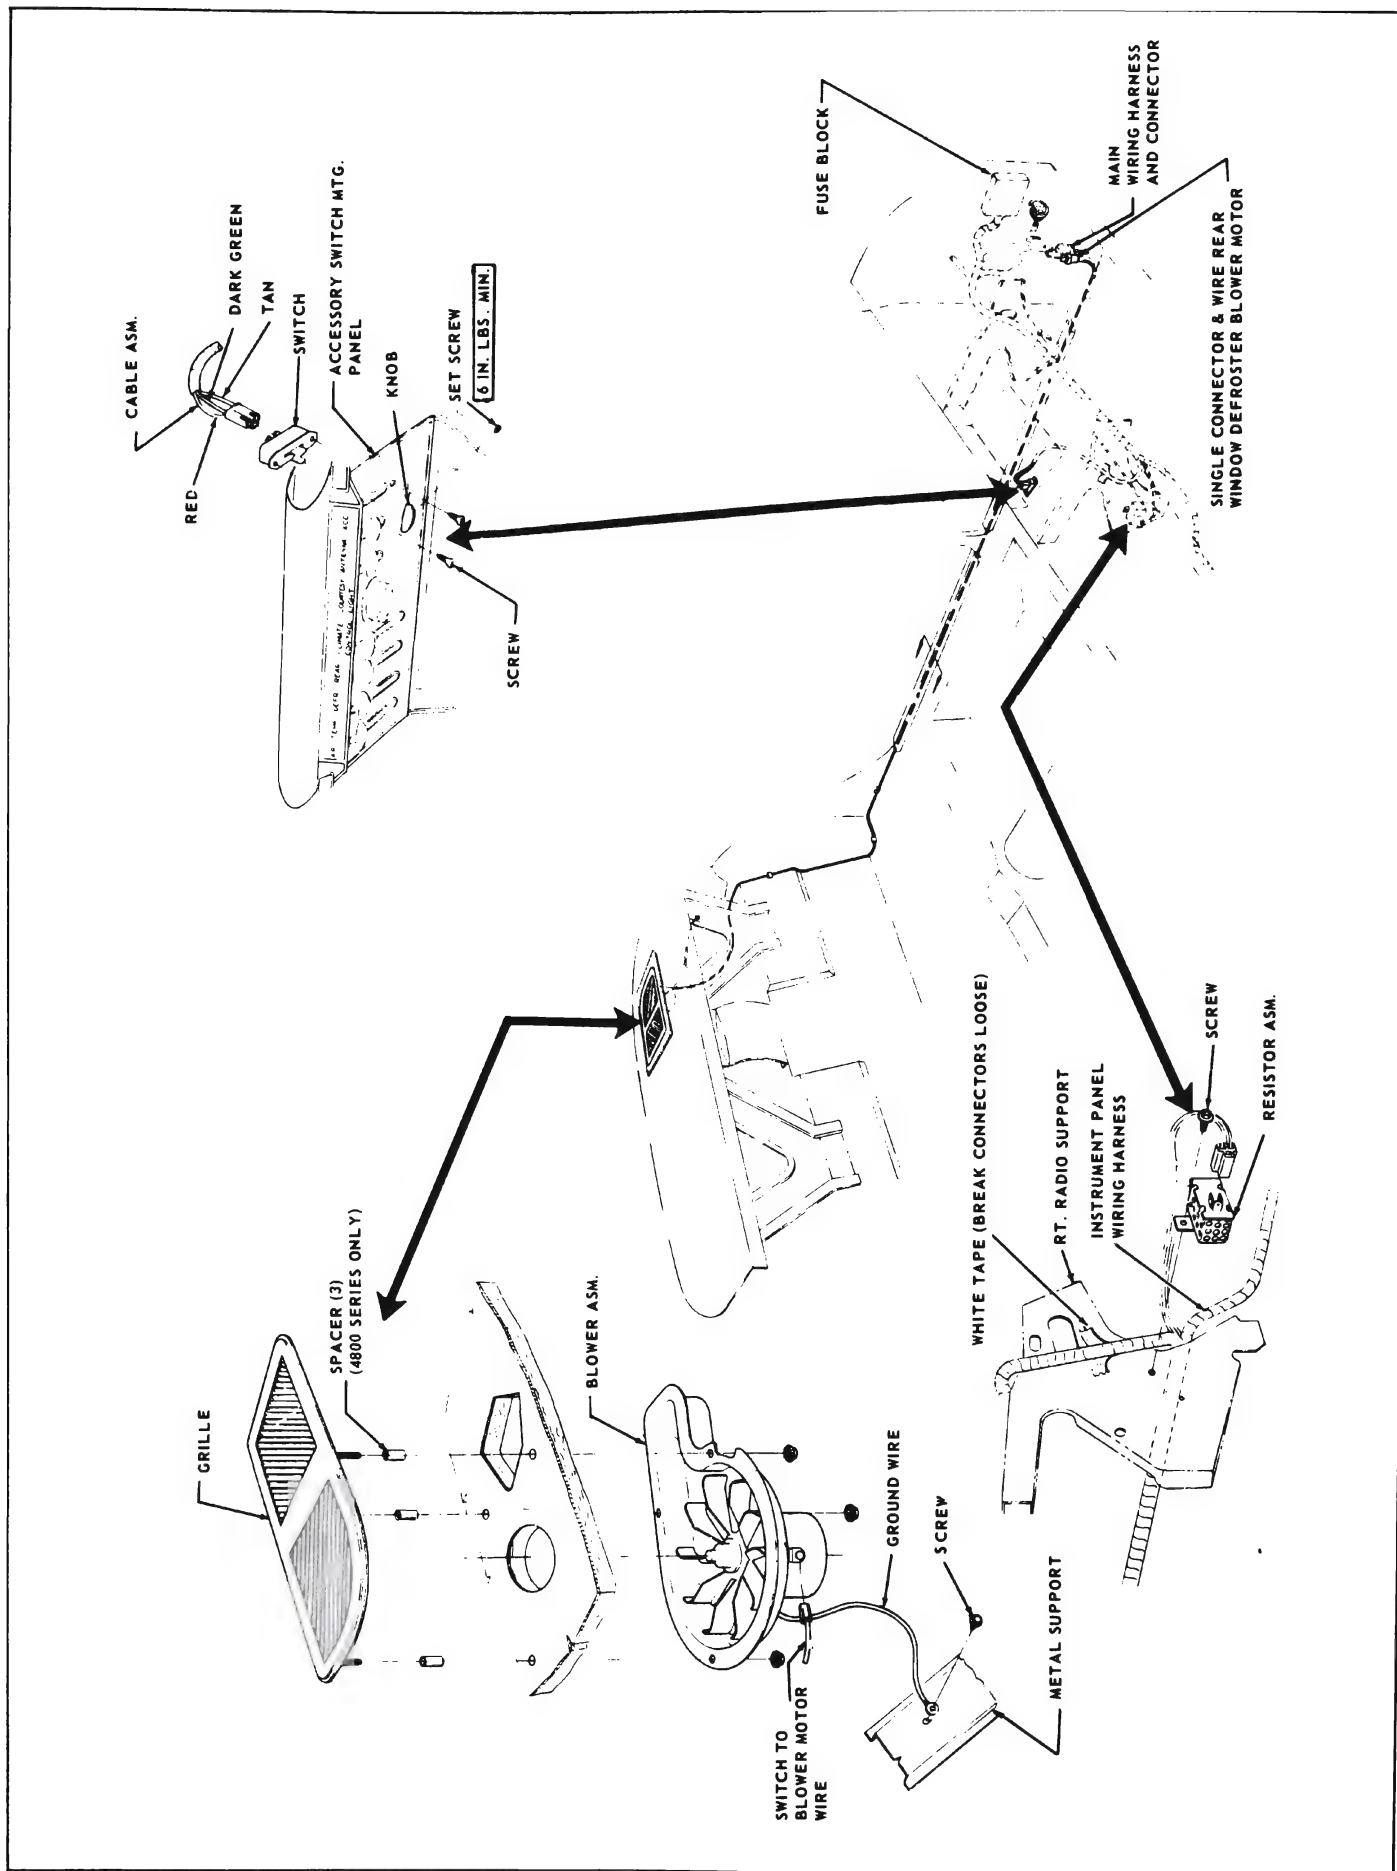 CABLE ASM.
RED
DARK GREEN
TAN
SWITCH
ACCESSORY SWITCH MTG.
PANEL
KNOB
SET SCREW
6 IN. LBS. MIN.
SCREW
FUSE BLOCK
MAIN
WIRING HARNESS
AND CONNECTOR
SINGLE CONNECTOR & WIRE REAR
WINDOW DEFROSTER BLOWER MOTOR
GRILLE
SPACER (3)
(4800 SERIES ONLY)
BLOWER ASM.
GROUND WIRE
SCREW
SWITCH TO
BLOWER MOTOR
WIRE
METAL SUPPORT
WHITE TAPE (BREAK CONNECTORS LOOSE)
RT. RADIO SUPPORT
INSTRUMENT PANEL
WIRING HARNESS
SCREW
RESISTOR ASM.